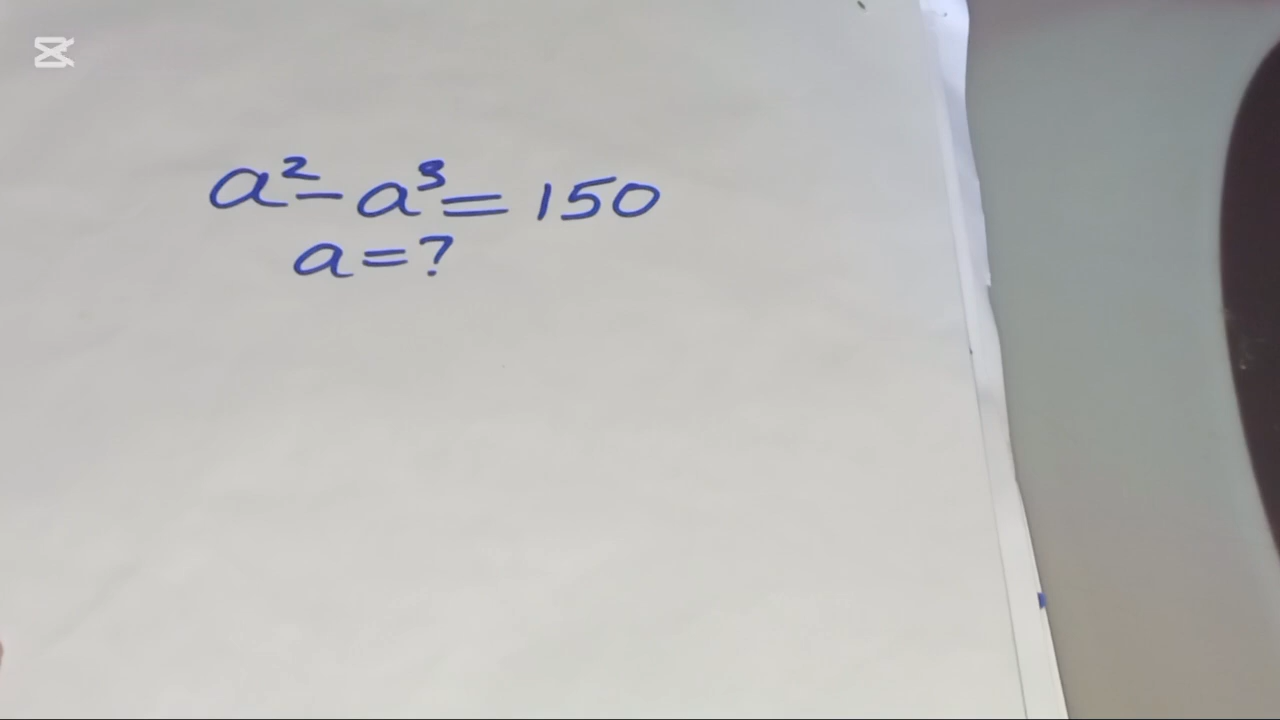 a² - a³ = 150
a = ?